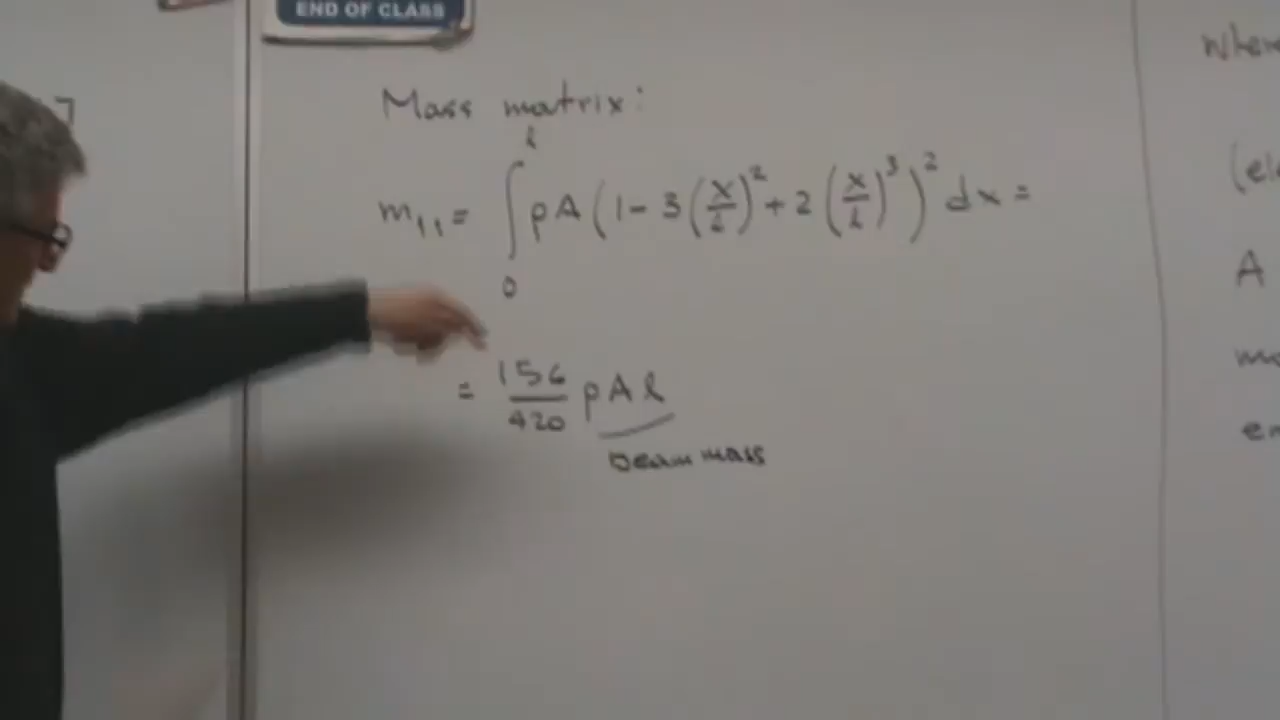 END OF CLASS
Mass matrix:
m₁₁ = ∫₀ˡ ρA(1 - 3(x/l)² + 2(x/l)³)² dx =
= 156/420 ρAl
beam mass
A